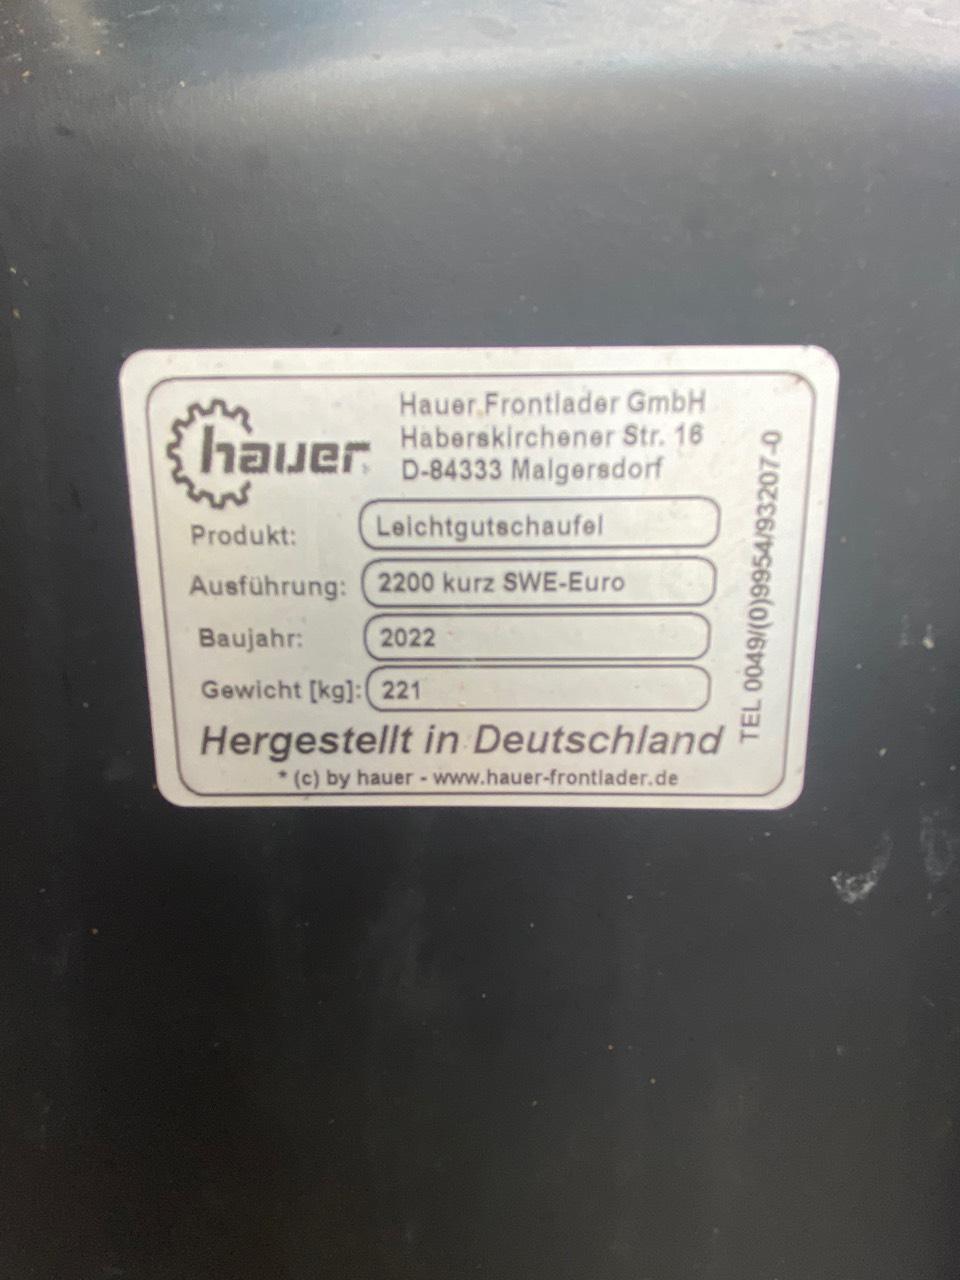 hauer
Hauer Frontlader GmbH
Haberskirchener Str. 16
D-84333 Malgersdorf
Produkt: Leichtgutschaufel
Ausführung: 2200 kurz SWE-Euro
Baujahr: 2022
Gewicht [kg]: 221
Hergestellt in Deutschland
* (c) by hauer - www.hauer-frontlader.de
TEL 0049/(0)9954/93207-0